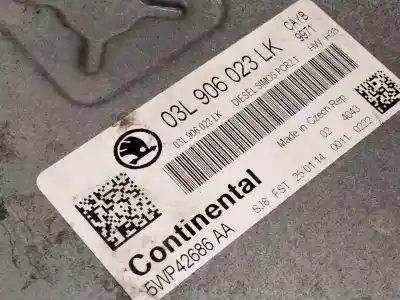 03L 906 023 LK
CAYB
9971
03L 906 023 LK
DIESEL SIMOS PCR2.1
HW: H33
Continental
Made in Czech Rep
02 4043
5WP42686 AA
SJ8 FST 25.01.14 0011 0222